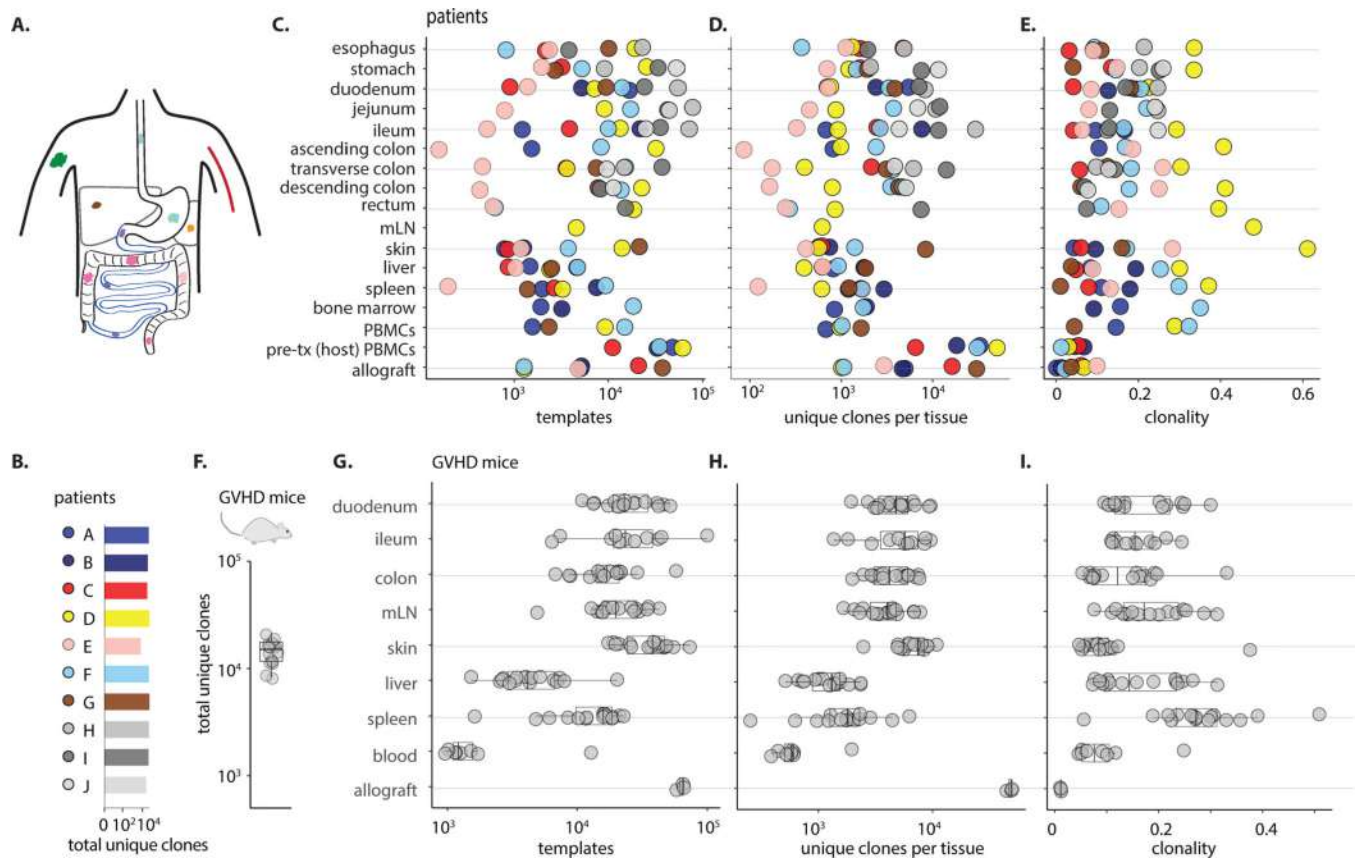 A.
C.
patients
D.
E.
esophagus
stomach
duodenum
jejunum
ileum
ascending colon
transverse colon
descending colon
rectum
mLN
skin
liver
spleen
bone marrow
PBMCs
pre-tx (host) PBMCs
allograft
10³ 10⁴ 10⁵
templates
10² 10³ 10⁴
unique clones per tissue
0 0.2 0.4 0.6
clonality
B.
patients
A
B
C
D
E
F
G
H
I
J
0 10² 10⁴
total unique clones
F.
GVHD mice
10⁵
10⁴
10³
total unique clones
G.
GVHD mice
H.
I.
duodenum
ileum
colon
mLN
skin
liver
spleen
blood
allograft
10³ 10⁴ 10⁵
templates
10³ 10⁴
unique clones per tissue
0 0.2 0.4
clonality